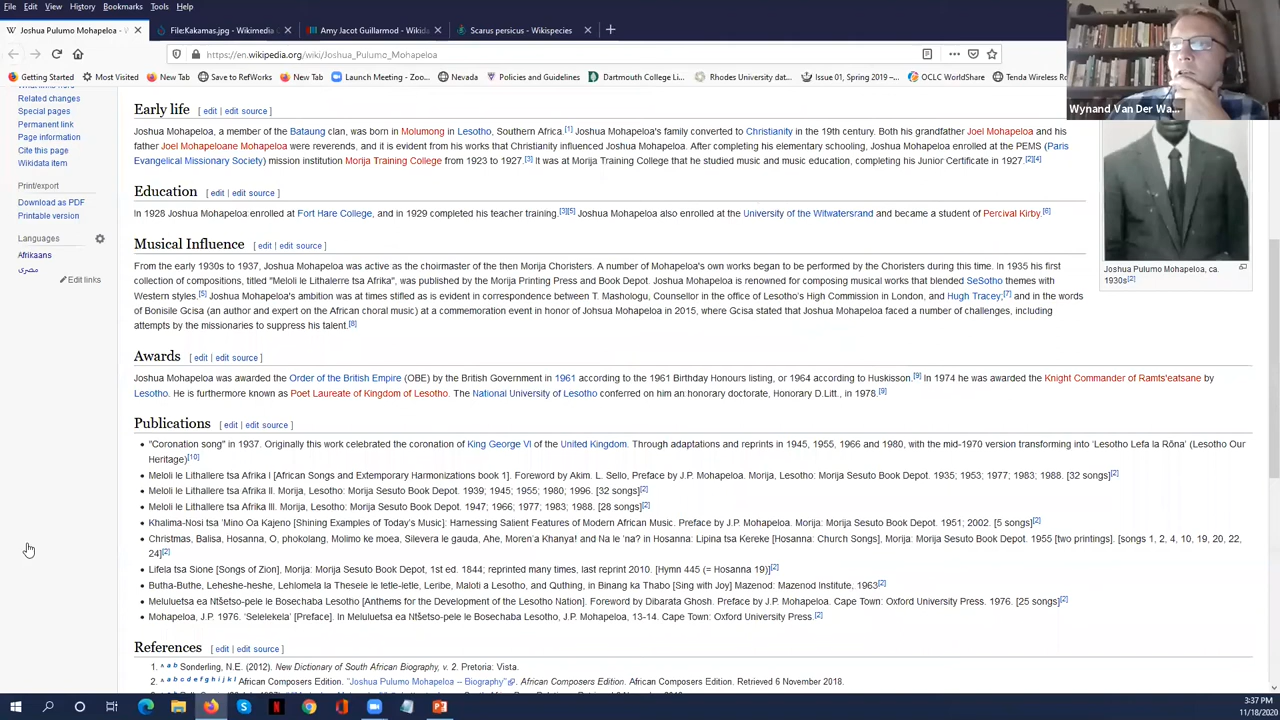 File Edit View History Bookmarks Tools Help
Joshua Pulumo Mohapeloa - W × File:Kakamas.jpg - Wikimedia C × Amy Jacot Guillarmod - Wikida × Scarus persicus - Wikispecies × +
https://en.wikipedia.org/wiki/Joshua_Pulumo_Mohapeloa
Getting Started Most Visited New Tab Save to RefWorks New Tab Launch Meeting - Zoo... Nevada Policies and Guidelines Dartmouth College Li... Rhodes University dat... Issue 01, Spring 2019 –... OCLC WorldShare Tenda Wireless Ro
Wynand Van Der Wa...
Related changes
Special pages
Permanent link
Page information
Cite this page
Wikidata item
Print/export
Download as PDF
Printable version
Languages
Afrikaans
مصرى
Edit links
Early life [ edit | edit source ]
Joshua Mohapeloa, a member of the Bataung clan, was born in Molumong in Lesotho, Southern Africa.[1] Joshua Mohapeloa's family converted to Christianity in the 19th century. Both his grandfather Joel Mohapeloa and his
father Joel Mohapeloane Mohapeloa were reverends, and it is evident from his works that Christianity influenced Joshua Mohapeloa. After completing his elementary schooling, Joshua Mohapeloa enrolled at the PEMS (Paris
Evangelical Missionary Society) mission institution Morija Training College from 1923 to 1927.[3] It was at Morija Training College that he studied music and music education, completing his Junior Certificate in 1927.[2][4]
Education [ edit | edit source ]
In 1928 Joshua Mohapeloa enrolled at Fort Hare College, and in 1929 completed his teacher training.[3][5] Joshua Mohapeloa also enrolled at the University of the Witwatersrand and became a student of Percival Kirby.[6]
Joshua Pulumo Mohapeloa, ca.
1930s[2]
Musical Influence [ edit | edit source ]
From the early 1930s to 1937, Joshua Mohapeloa was active as the choirmaster of the then Morija Choristers. A number of Mohapeloa's own works began to be performed by the Choristers during this time. In 1935 his first
collection of compositions, titled "Meloli le Lithalerre tsa Afrika", was published by the Morija Printing Press and Book Depot. Joshua Mohapeloa is renowned for composing musical works that blended SeSotho themes with
Western styles.[5] Joshua Mohapeloa's ambition was at times stifled as is evident in correspondence between T. Mashologu, Counsellor in the office of Lesotho's High Commission in London, and Hugh Tracey;[7] and in the words
of Bonisile Gcisa (an author and expert on the African choral music) at a commemoration event in honor of Johsua Mohapeloa in 2015, where Gcisa stated that Joshua Mohapeloa faced a number of challenges, including
attempts by the missionaries to suppress his talent.[8]
Awards [ edit | edit source ]
Joshua Mohapeloa was awarded the Order of the British Empire (OBE) by the British Government in 1961 according to the 1961 Birthday Honours listing, or 1964 according to Huskisson.[9] In 1974 he was awarded the Knight Commander of Ramts'eatsane by
Lesotho. He is furthermore known as Poet Laureate of Kingdom of Lesotho. The National University of Lesotho conferred on him an honorary doctorate, Honorary D.Litt., in 1978.[9]
Publications [ edit | edit source ]
• "Coronation song" in 1937. Originally this work celebrated the coronation of King George VI of the United Kingdom. Through adaptations and reprints in 1945, 1955, 1966 and 1980, with the mid-1970 version transforming into 'Lesotho Lefa la Rōna' (Lesotho Our
Heritage)[10]
• Meloli le Lithallere tsa Afrika I [African Songs and Extemporary Harmonizations book 1]. Foreword by Akim. L. Sello, Preface by J.P. Mohapeloa. Morija, Lesotho: Morija Sesuto Book Depot. 1935; 1953; 1977; 1983; 1988. [32 songs][2]
• Meloli le Lithallere tsa Afrika II. Morija, Lesotho: Morija Sesuto Book Depot. 1939; 1945; 1955; 1980, 1996. [32 songs][2]
• Meloli le Lithallere tsa Afrika III. Morija, Lesotho: Morija Sesuto Book Depot. 1947; 1966; 1977; 1983; 1988. [28 songs][2]
• Khalima-Nosi tsa 'Mino Oa Kajeno [Shining Examples of Today's Music]: Harnessing Salient Features of Modern African Music. Preface by J.P. Mohapeloa. Morija: Morija Sesuto Book Depot. 1951; 2002. [5 songs][2]
• Christmas, Balisa, Hosanna, O, phokolang, Molimo ke moea, Silevera le gauda, Ahe, Moren'a Khanya! and Na le 'na? in Hosanna: Lipina tsa Kereke [Hosanna: Church Songs], Morija: Morija Sesuto Book Depot. 1955 [two printings]. [songs 1, 2, 4, 10, 19, 20, 22,
24][2]
• Lifela tsa Sione [Songs of Zion], Morija: Morija Sesuto Book Depot, 1st ed. 1844; reprinted many times, last reprint 2010. [Hymn 445 (= Hosanna 19)][2]
• Butha-Buthe, Leheshe-heshe, Lehlomela la Thesele le letle-letle, Leribe, Maloti a Lesotho, and Quthing, in Binang ka Thabo [Sing with Joy] Mazenod: Mazenod Institute, 1963[2]
• Meluluetsa ea Ntšetso-pele le Bosechaba Lesotho [Anthems for the Development of the Lesotho Nation]. Foreword by Dibarata Ghosh. Preface by J.P. Mohapeloa. Cape Town: Oxford University Press. 1976. [25 songs][2]
• Mohapeloa, J.P. 1976. 'Selelekela' [Preface]. In Meluluetsa ea Ntšetso-pele le Bosechaba Lesotho, J.P. Mohapeloa, 13-14. Cape Town: Oxford University Press.[2]
References [ edit | edit source ]
1. ^ a b Sonderling, N.E. (2012). New Dictionary of South African Biography, v. 2. Pretoria: Vista.
2. ^ a b c d e f g h i j k l African Composers Edition. "Joshua Pulumo Mohapeloa – Biography". African Composers Edition. African Composers Edition. Retrieved 6 November 2018.
3:37 PM
11/18/2020